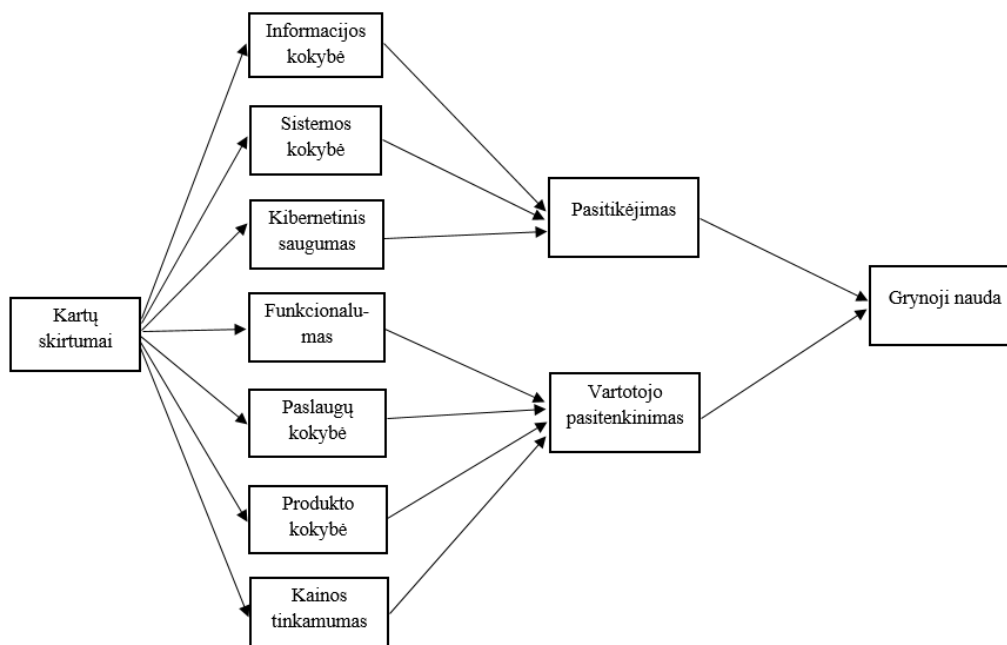 Informacijos
kokybė
Sistemos
kokybė
Kibernetinis
saugumas
Pasitikėjimas
Grynoji nauda
Kartų
skirtumai
Funkcionalu-
mas
Paslaugų
kokybė
Vartotojo
pasitenkinimas
Produkto
kokybė
Kainos
tinkamumas